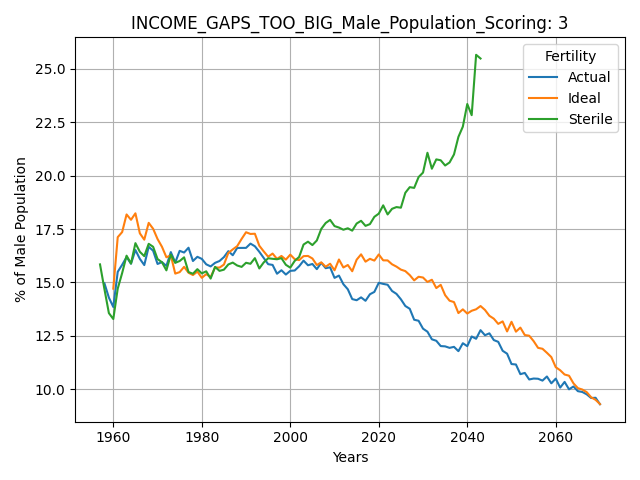 INCOME_GAPS_TOO_BIG_Male_Population_Scoring: 3
% of Male Population
25.0
22.5
20.0
17.5
15.0
12.5
10.0
Fertility
Actual
Ideal
Sterile
1960
1980
2000
2020
2040
2060
Years